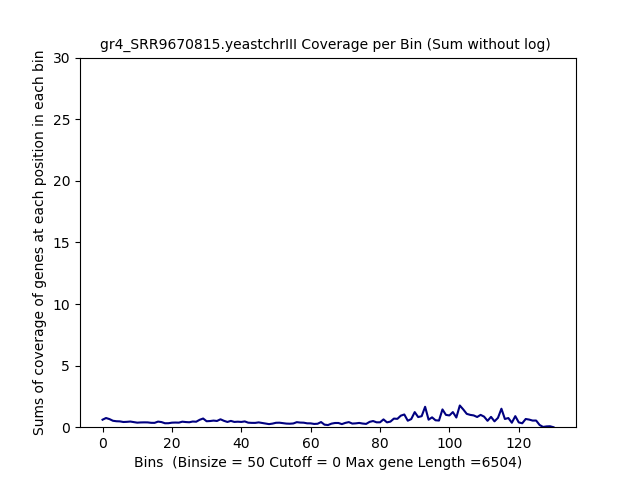 gr4_SRR9670815.yeastchrIII Coverage per Bin (Sum without log)
Sums of coverage of genes at each position in each bin
30
25
20
15
10
5
0
0 20 40 60 80 100 120
Bins  (Binsize = 50 Cutoff = 0 Max gene Length =6504)